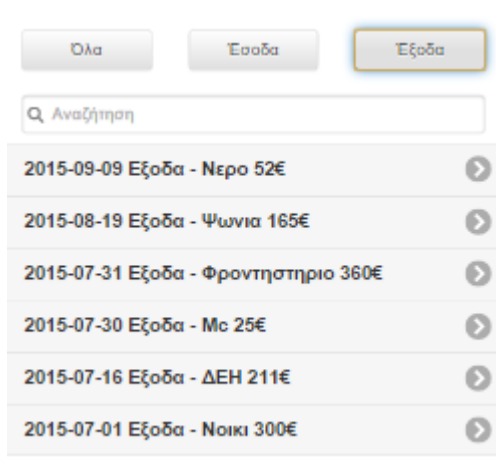 Όλα Έσοδα Έξοδα
Αναζήτηση
2015-09-09 Εξοδα - Νερο 52€
2015-08-19 Εξοδα - Ψωνια 165€
2015-07-31 Εξοδα - Φροντηστηριο 360€
2015-07-30 Εξοδα - Mc 25€
2015-07-16 Εξοδα - ΔΕΗ 211€
2015-07-01 Εξοδα - Νοικι 300€